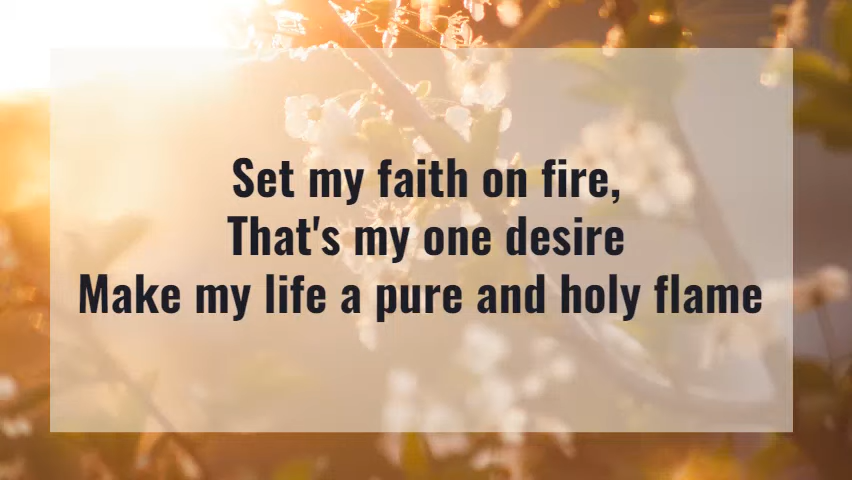 Set my faith on fire,
That's my one desire
Make my life a pure and holy flame